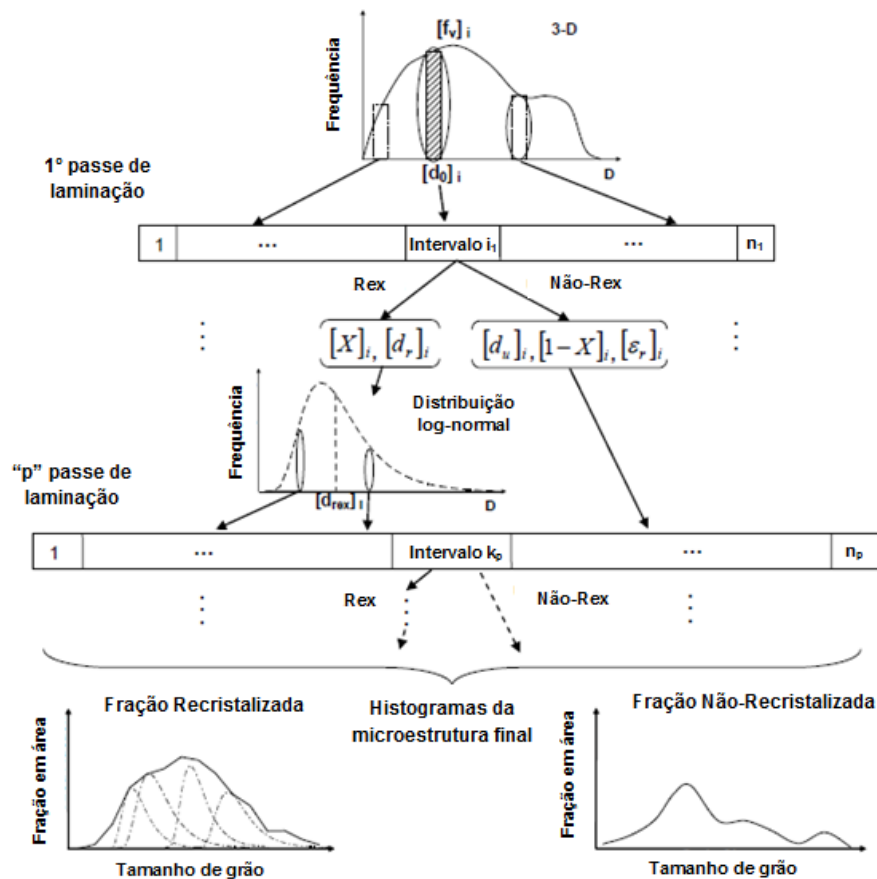 [f_v]_i
3-D
Frequência
[d_0]_i
D
1° passe de
laminação
1 ... Intervalo i_1 ... n_1
Rex
Não-Rex
[X]_i, [d_r]_i
[d_u]_i, [1-X]_i, [ε_r]_i
Distribuição
log-normal
Frequência
[d_rex]_i
D
"p" passe de
laminação
1 ... Intervalo k_p ... n_p
Rex
Não-Rex
Fração Recristalizada
Histogramas da
microestrutura final
Fração Não-Recristalizada
Fração em área
Tamanho de grão
Fração em área
Tamanho de grão